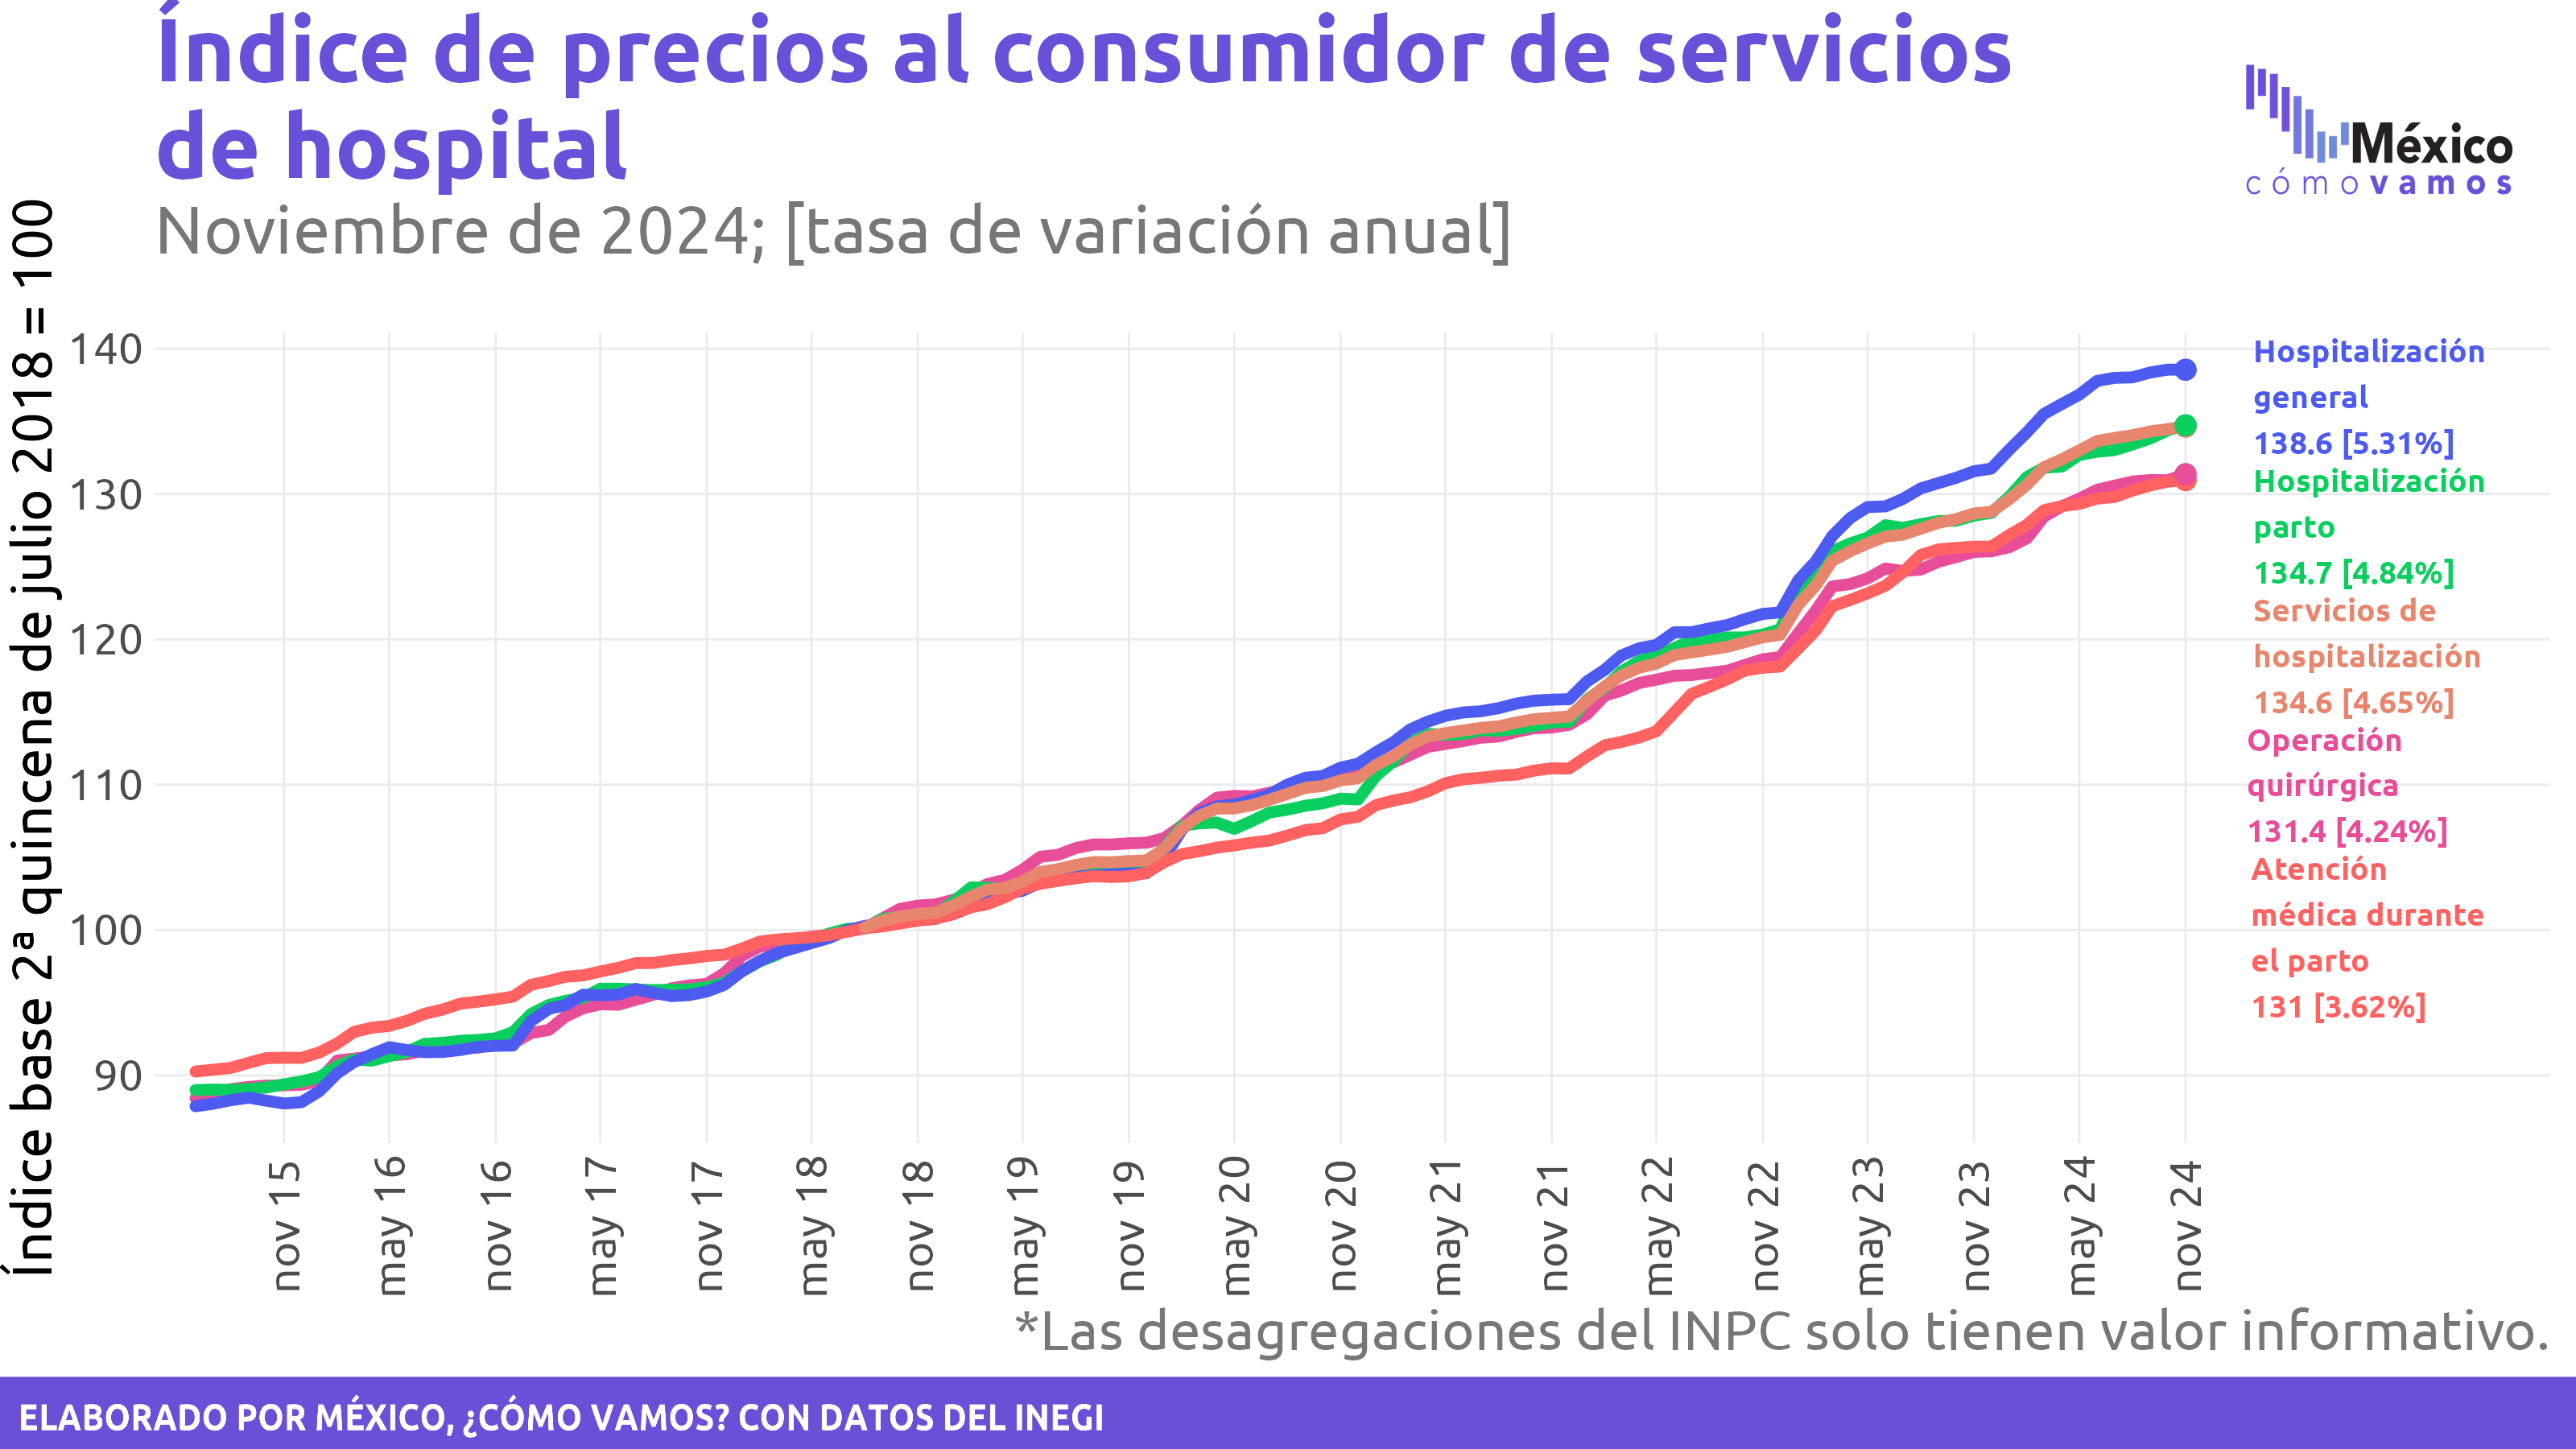 Índice de precios al consumidor de servicios
de hospital
Noviembre de 2024; [tasa de variación anual]
México
cómo vamos
Índice base 2ª quincena de julio 2018 = 100
140
130
120
110
100
90
Hospitalización
general
138.6 [5.31%]
Hospitalización
parto
134.7 [4.84%]
Servicios de
hospitalización
134.6 [4.65%]
Operación
quirúrgica
131.4 [4.24%]
Atención
médica durante
el parto
131 [3.62%]
nov 15
may 16
nov 16
may 17
nov 17
may 18
nov 18
may 19
nov 19
may 20
nov 20
may 21
nov 21
may 22
nov 22
may 23
nov 23
may 24
nov 24
*Las desagregaciones del INPC solo tienen valor informativo.
ELABORADO POR MÉXICO, ¿CÓMO VAMOS? CON DATOS DEL INEGI